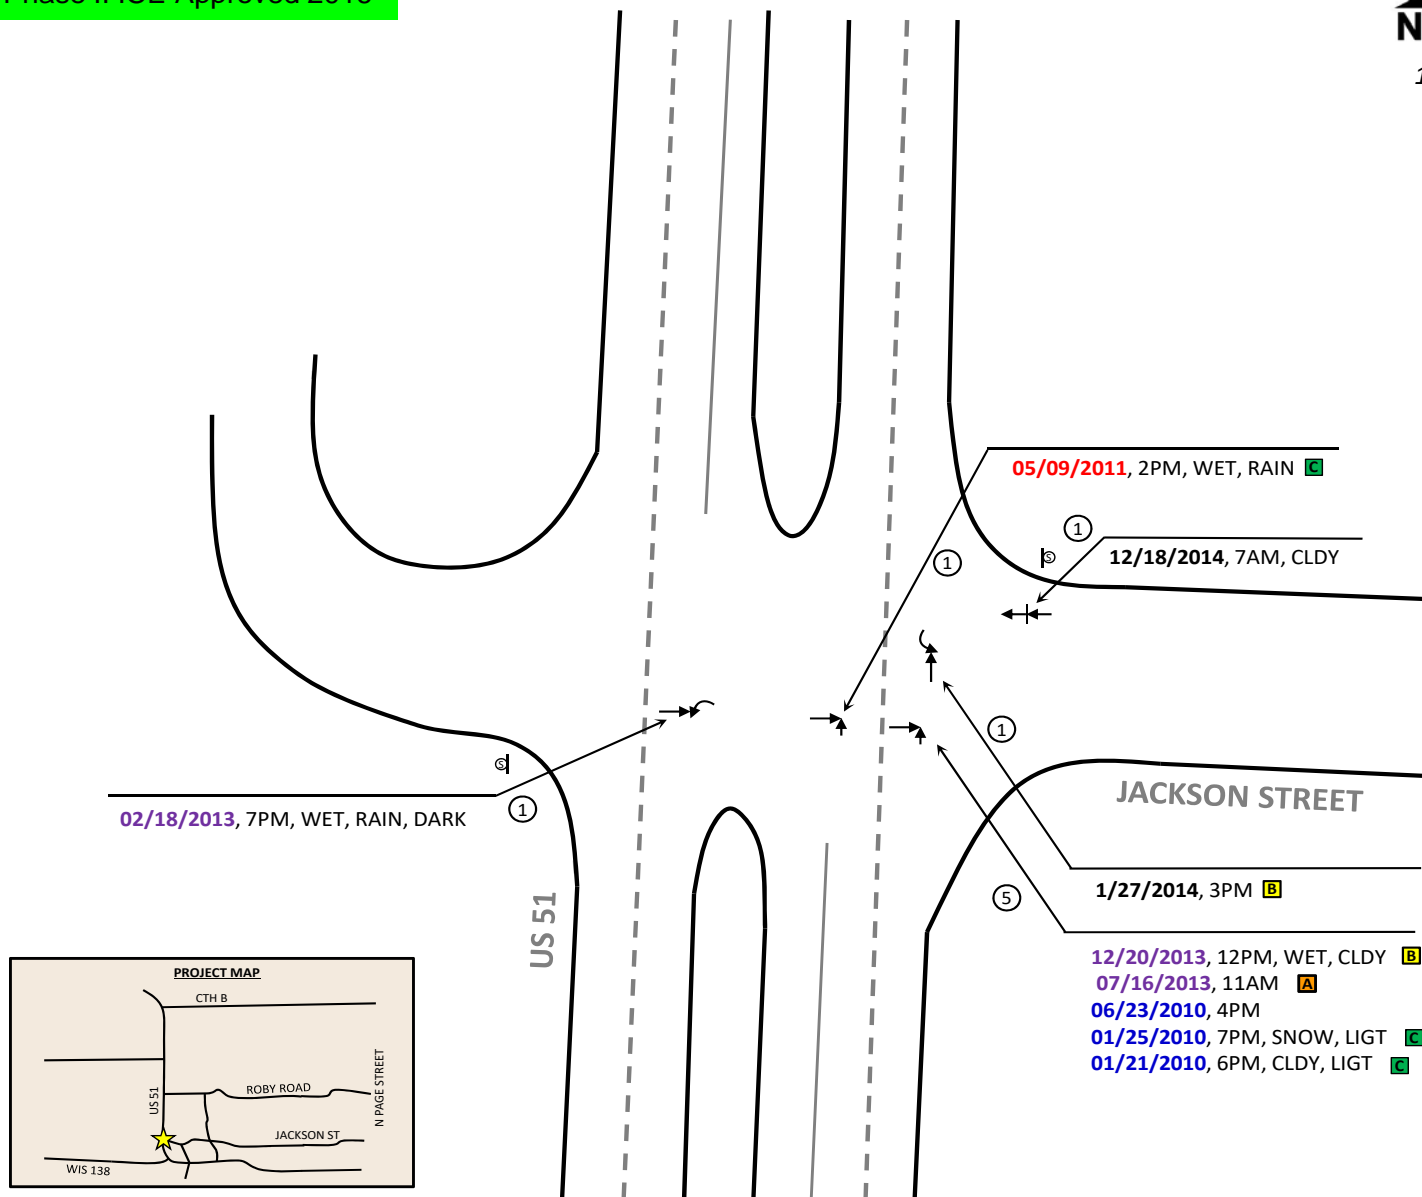 N
05/09/2011, 2PM, WET, RAIN C
1
12/18/2014, 7AM, CLDY
S
1
S
1
02/18/2013, 7PM, WET, RAIN, DARK
1
JACKSON STREET
1/27/2014, 3PM B
5
US 51
12/20/2013, 12PM, WET, CLDY B
07/16/2013, 11AM A
06/23/2010, 4PM
01/25/2010, 7PM, SNOW, LIGT C
01/21/2010, 6PM, CLDY, LIGT C
PROJECT MAP
CTH B
N PAGE STREET
US 51
ROBY ROAD
JACKSON ST
WIS 138